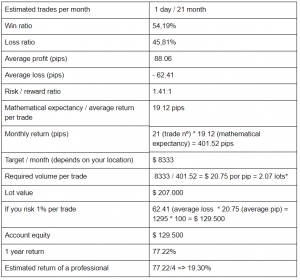 Estimated trades per month
1 day / 21 month
Win ratio
54,19%
Loss ratio
45,81%
Average profit (pips)
88.06
Average loss (pips)
- 62.41
Risk / reward ratio
1.41:1
Mathematical expectancy / average return
per trade
19.12 pips
Monthly return (pips)
21 (trade nº) * 19.12 (mathematical
expectancy) = 401.52 pips
Target / month (depends on your location)
$ 8333
Required volume per trade
8333 / 401.52 = $ 20.75 por pip = 2.07 lots*
Lot value
$ 207.000
If you risk 1% per trade
62.41 (average loss * 20.75 (average pip) =
1295 * 100 = $ 129.500
Account equity
$ 129.500
1 year return
77.22%
Estimated return of a professional
77.22/4 => 19.30%